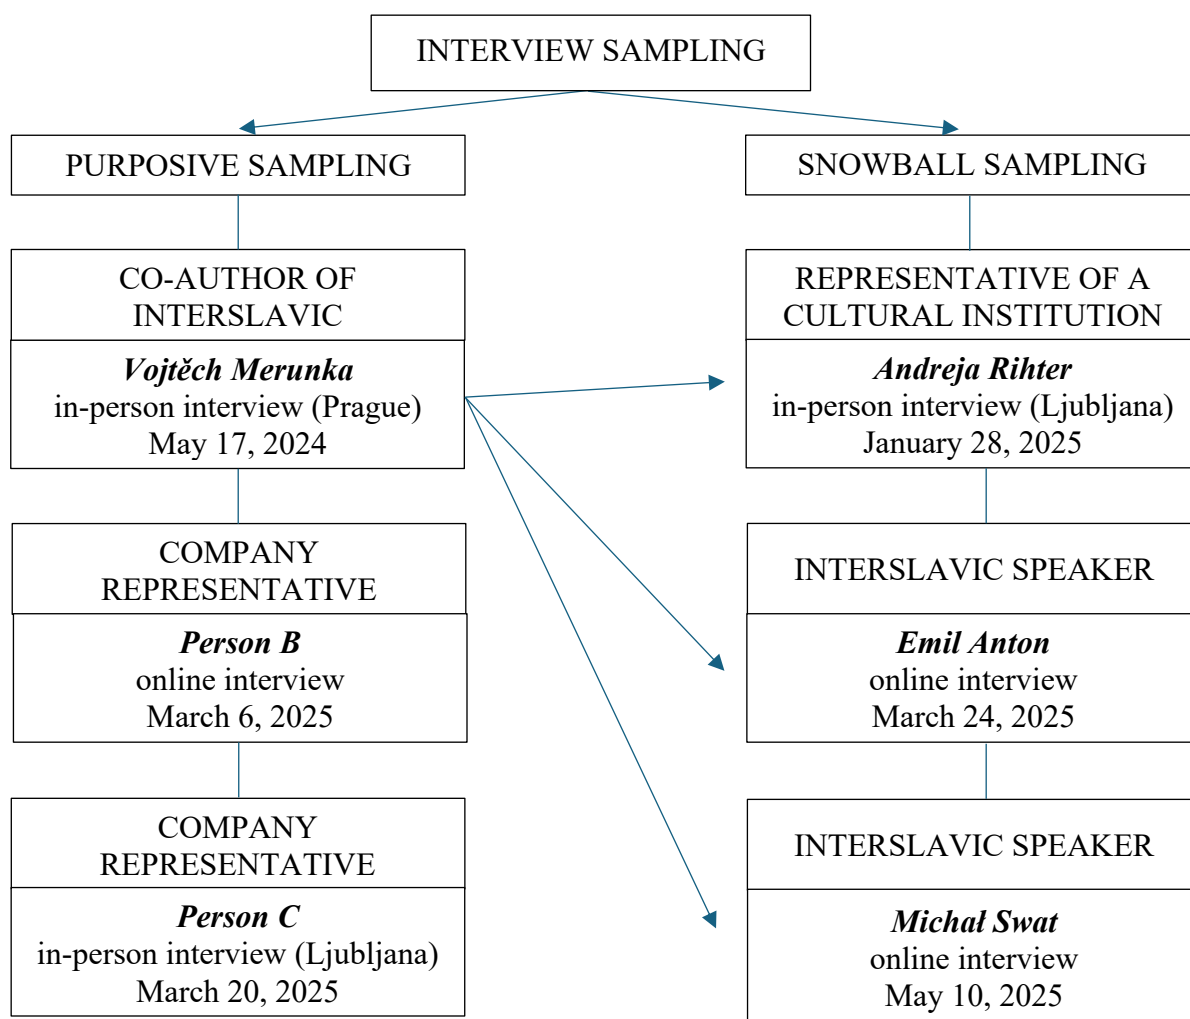 INTERVIEW SAMPLING
PURPOSIVE SAMPLING
CO-AUTHOR OF
INTERSLAVIC
Vojtěch Merunka
in-person interview (Prague)
May 17, 2024
COMPANY
REPRESENTATIVE
Person B
online interview
March 6, 2025
COMPANY
REPRESENTATIVE
Person C
in-person interview (Ljubljana)
March 20, 2025
SNOWBALL SAMPLING
REPRESENTATIVE OF A
CULTURAL INSTITUTION
Andreja Rihter
in-person interview (Ljubljana)
January 28, 2025
INTERSLAVIC SPEAKER
Emil Anton
online interview
March 24, 2025
INTERSLAVIC SPEAKER
Michał Swat
online interview
May 10, 2025